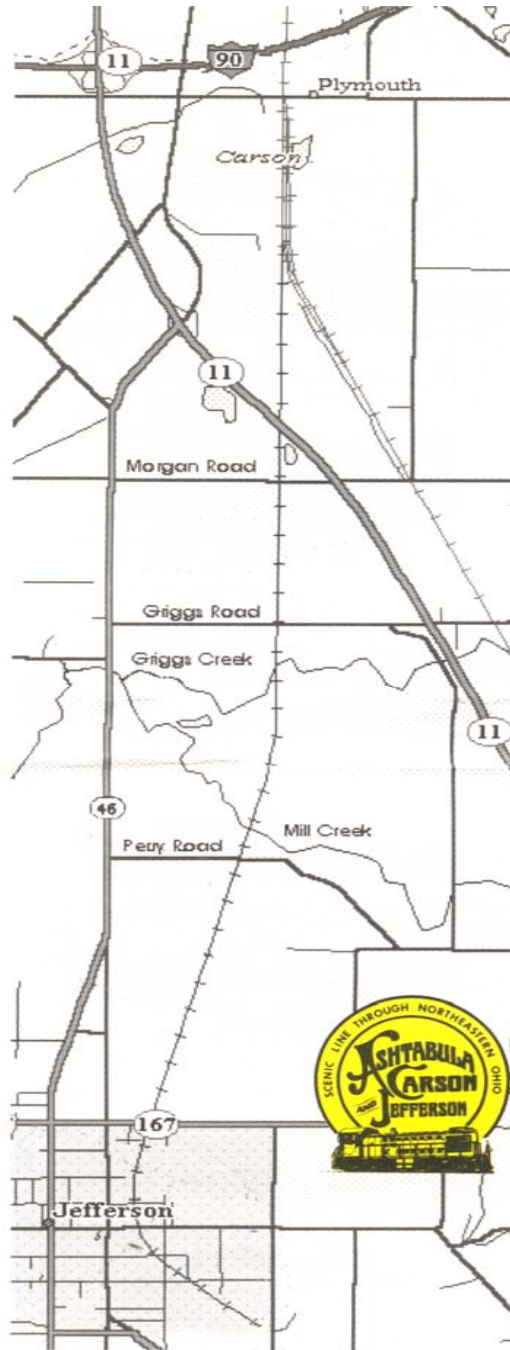 11
90
Plymouth
Carson
11
Morgan Road
Griggs Road
Griggs Creek
11
46
Mill Creek
Perry Road
SCENIC LINE THROUGH NORTHEASTERN OHIO
ASHTABULA
CARSON
AND JEFFERSON
167
Jefferson